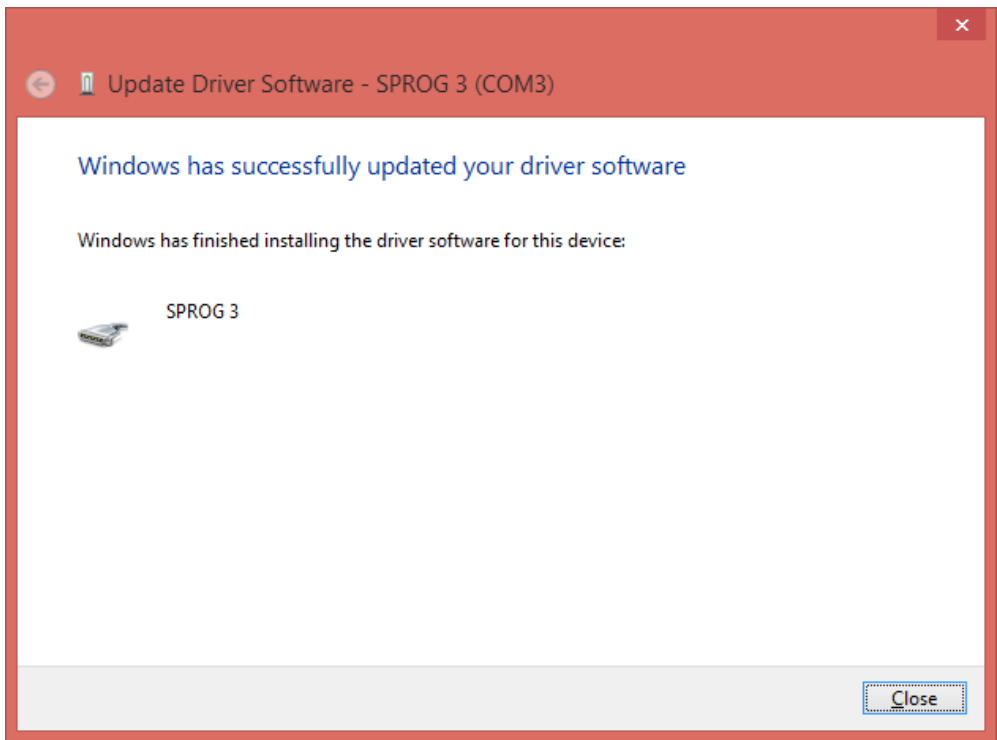 Update Driver Software - SPROG 3 (COM3)
Windows has successfully updated your driver software
Windows has finished installing the driver software for this device:
SPROG 3
Close